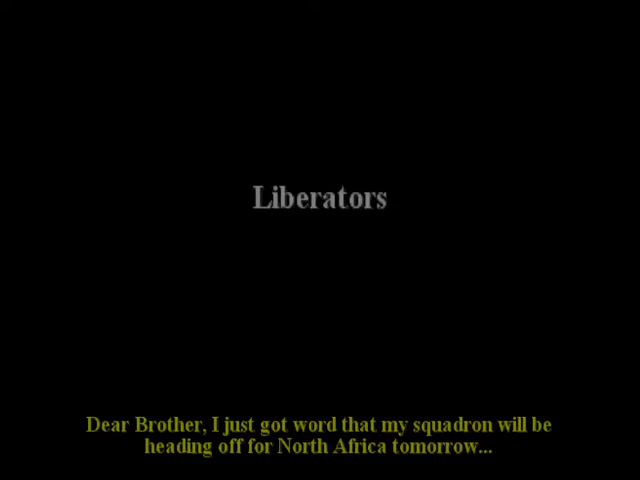 Liberators
Dear Brother, I just got word that my squadron will be
heading off for North Africa tomorrow...